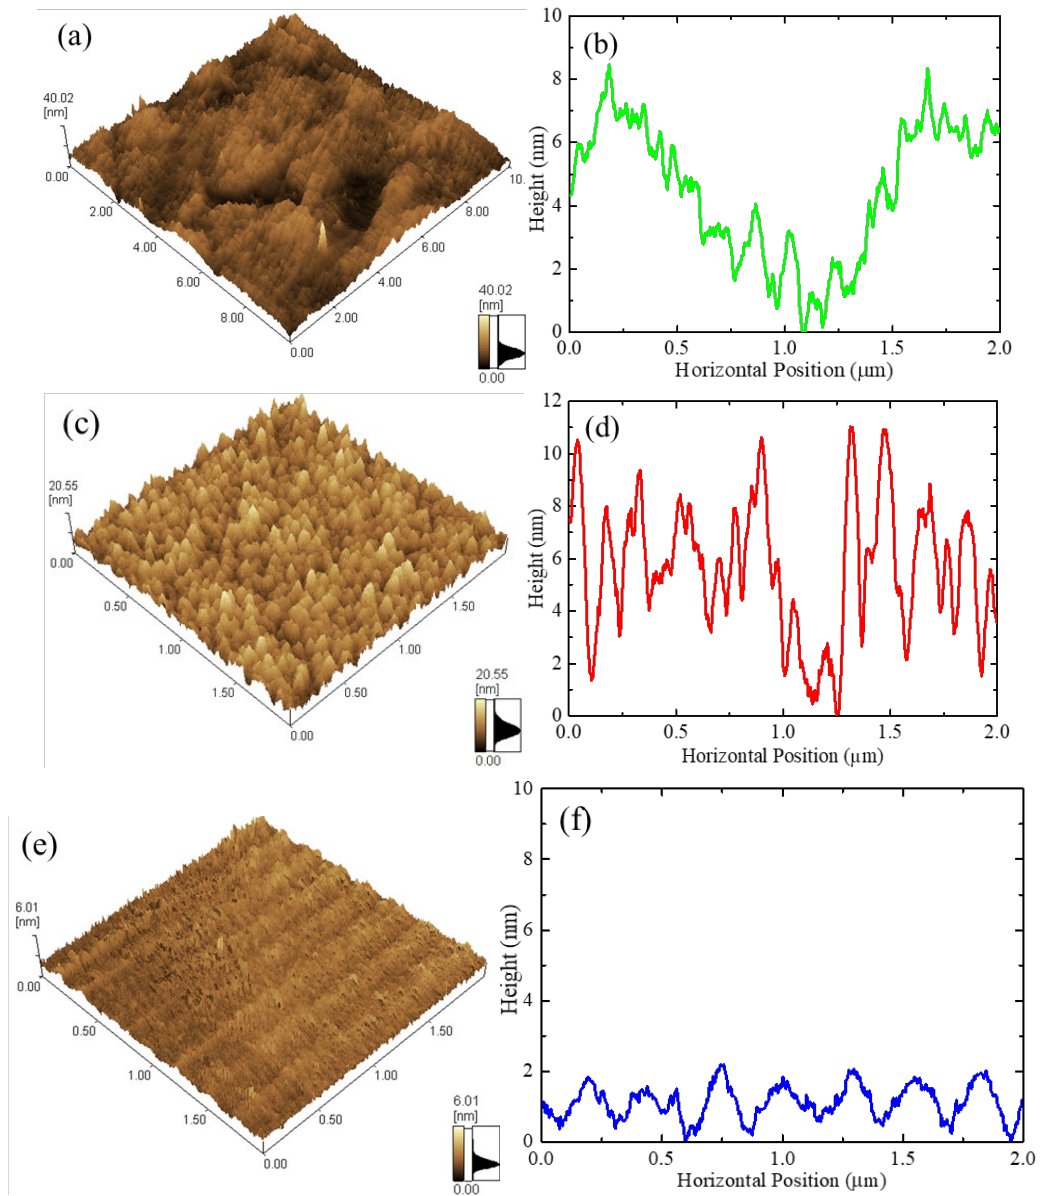 (a)
40.02
[nm]
0.00
2.00
4.00
6.00
8.00
0.00
2.00
4.00
6.00
8.00
10.
40.02
[nm]
0.00
(b)
10
8
6
4
2
0
Height (nm)
0.0 0.5 1.0 1.5 2.0
Horizontal Position (μm)
(c)
20.55
[nm]
0.00
0.50
1.00
1.50
0.00
0.50
1.00
1.50
20.55
[nm]
0.00
(d)
12
10
8
6
4
2
0
Height (nm)
0.0 0.5 1.0 1.5 2.0
Horizontal Position (μm)
(e)
6.01
[nm]
0.00
0.50
1.00
1.50
0.00
0.50
1.00
1.50
6.01
[nm]
0.00
(f)
10
8
6
4
2
0
Height (nm)
0.0 0.5 1.0 1.5 2.0
Horizontal Position (μm)